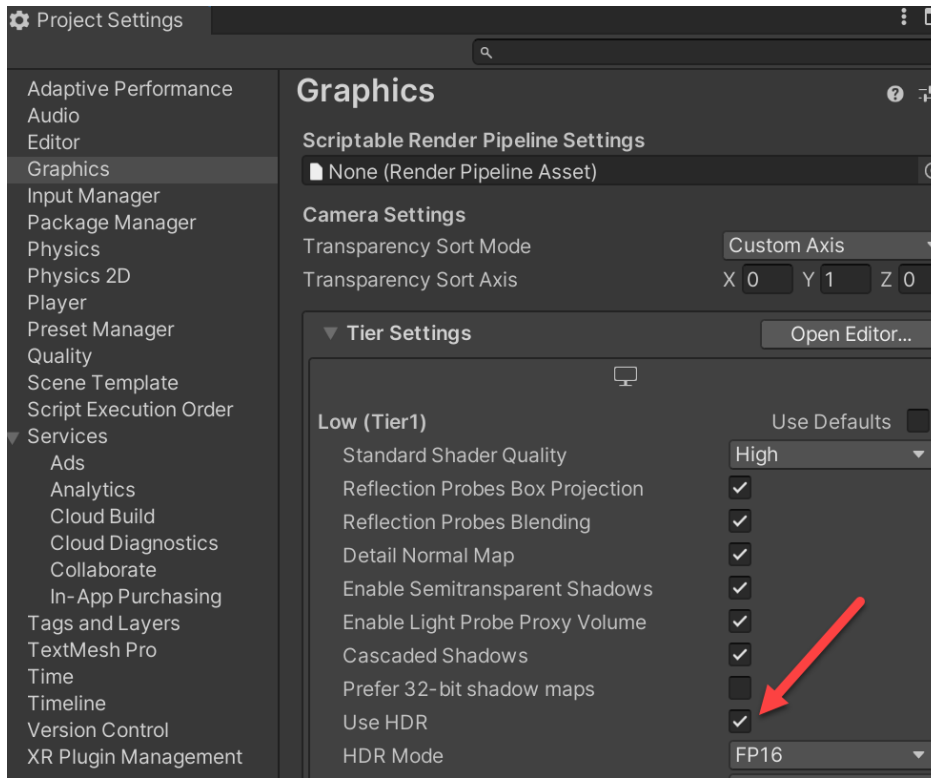 Project Settings
Adaptive Performance
Audio
Editor
Graphics
Input Manager
Package Manager
Physics
Physics 2D
Player
Preset Manager
Quality
Scene Template
Script Execution Order
Services
Ads
Analytics
Cloud Build
Cloud Diagnostics
Collaborate
In-App Purchasing
Tags and Layers
TextMesh Pro
Time
Timeline
Version Control
XR Plugin Management
Graphics
Scriptable Render Pipeline Settings
None (Render Pipeline Asset)
Camera Settings
Transparency Sort Mode Custom Axis
Transparency Sort Axis X 0 Y 1 Z 0
Tier Settings Open Editor...
Low (Tier1) Use Defaults
Standard Shader Quality High
Reflection Probes Box Projection
Reflection Probes Blending
Detail Normal Map
Enable Semitransparent Shadows
Enable Light Probe Proxy Volume
Cascaded Shadows
Prefer 32-bit shadow maps
Use HDR
HDR Mode FP16